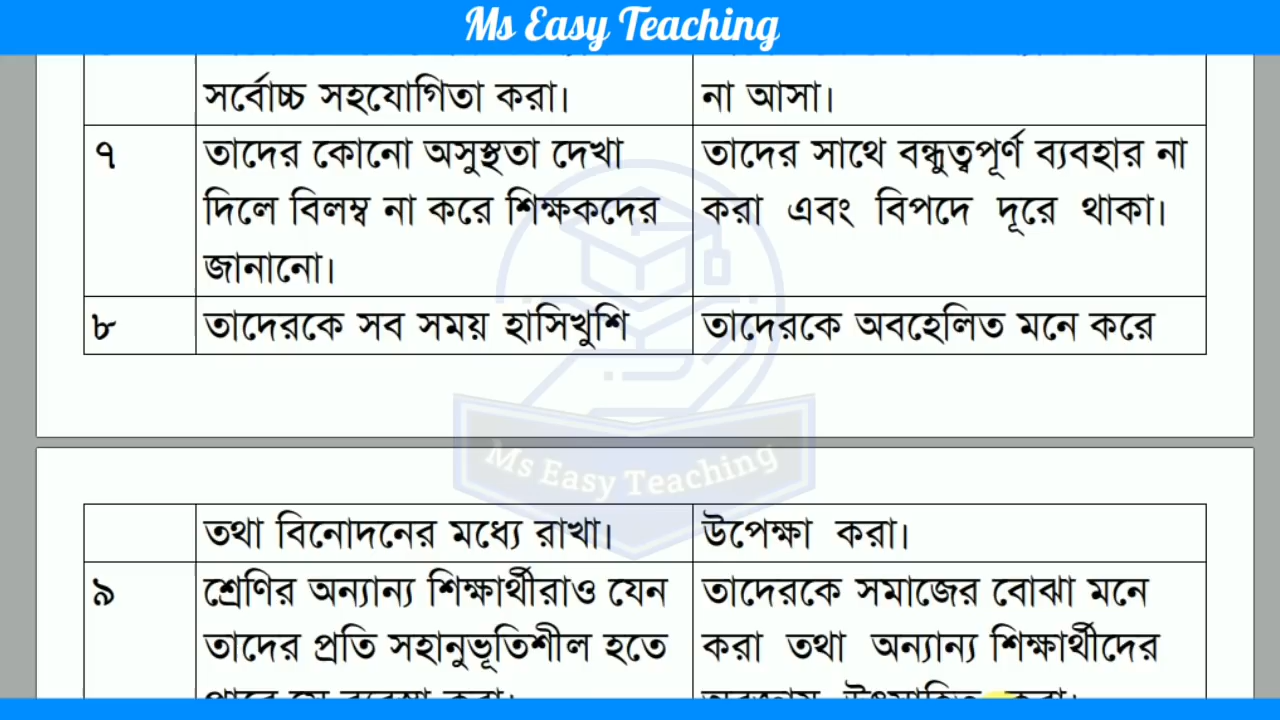 Ms Easy Teaching
সর্বোচ্চ সহযোগিতা করা।
না আসা।
৭
তাদের কোনো অসুস্থতা দেখা
দিলে বিলম্ব না করে শিক্ষকদের
জানানো।
তাদের সাথে বন্ধুত্বপূর্ণ ব্যবহার না
করা এবং বিপদে দূরে থাকা।
৮
তাদেরকে সব সময় হাসিখুশি
তাদেরকে অবহেলিত মনে করে
Ms Easy Teaching
তথা বিনোদনের মধ্যে রাখা।
উপেক্ষা করা।
৯
শ্রেণির অন্যান্য শিক্ষার্থীরাও যেন
তাদের প্রতি সহানুভূতিশীল হতে
তাদেরকে সমাজের বোঝা মনে
করা তথা অন্যান্য শিক্ষার্থীদের